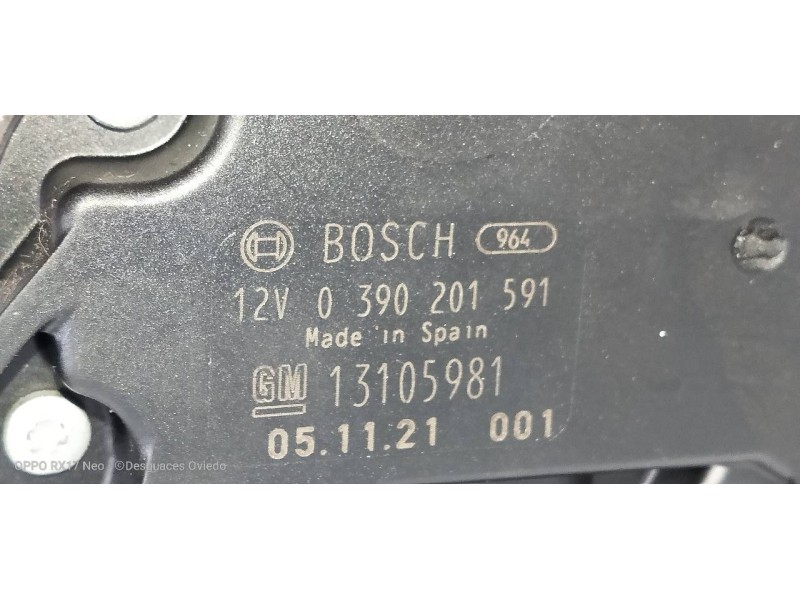 BOSCH 964
12V 0 390 201 591
Made in Spain
GM 13105981
05.11.21 001
OPPO RX17 Neo ©Desguaces Oviedo